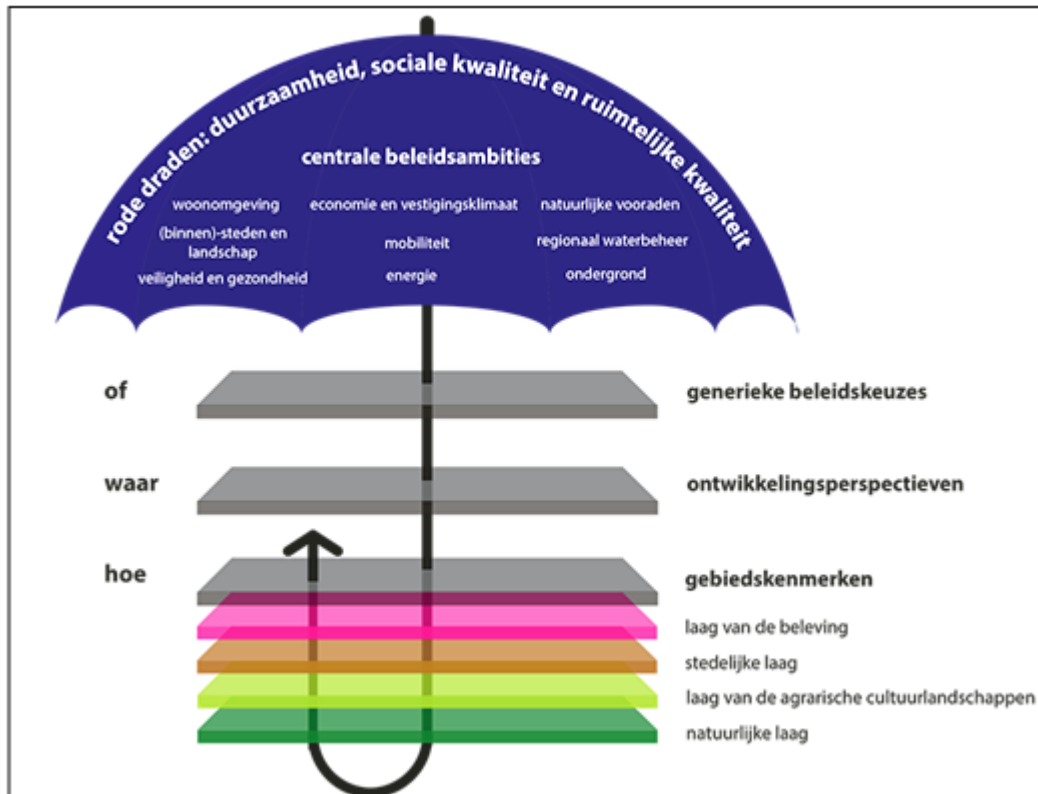 rode draden: duurzaamheid, sociale kwaliteit en ruimtelijke kwaliteit
centrale beleidsambities
woonomgeving
(binnen)-steden en
landschap
veiligheid en gezondheid
economie en vestigingsklimaat
mobiliteit
energie
natuurlijke vooraden
regionaal waterbeheer
ondergrond
of
generieke beleidskeuzes
waar
ontwikkelingsperspectieven
hoe
gebiedskenmerken
laag van de beleving
stedelijke laag
laag van de agrarische cultuurlandschappen
natuurlijke laag